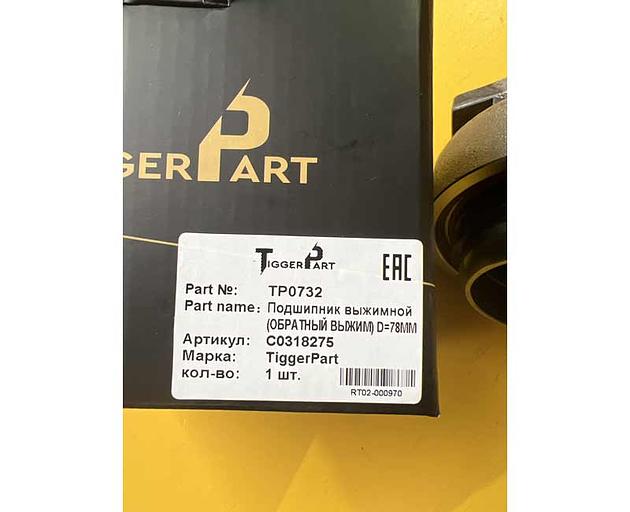 GERPART
TIGGERPART
EAC
Part №: TP0732
Part name: Подшипник выжимной
(ОБРАТНЫЙ ВЫЖИМ) D=78ММ
Артикул: C0318275
Марка: TiggerPart
кол-во: 1 шт.
RT02-000970